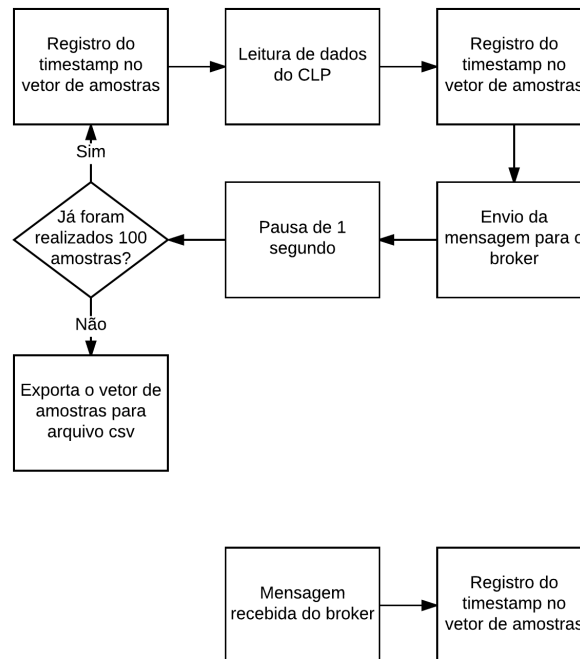 Registro do
timestamp no
vetor de amostras
Leitura de dados
do CLP
Registro do
timestamp no
vetor de amostras
Sim
Já foram
realizados 100
amostras?
Pausa de 1
segundo
Envio da
mensagem para o
broker
Não
Exporta o vetor de
amostras para
arquivo csv
Mensagem
recebida do broker
Registro do
timestamp no
vetor de amostras